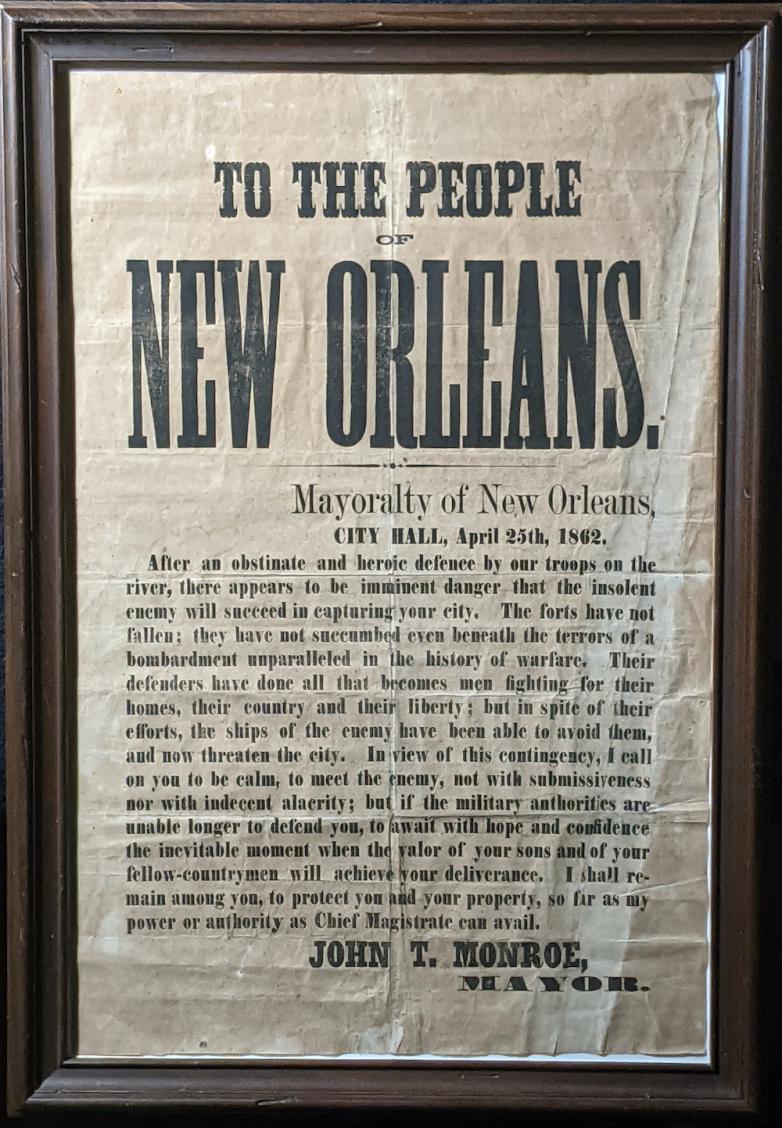 TO THE PEOPLE
OF
NEW ORLEANS.
Mayoralty of New Orleans,
CITY HALL, April 25th, 1862.
After an obstinate and heroic defence by our troops on the
river, there appears to be imminent danger that the insolent
enemy will succeed in capturing your city. The forts have not
fallen; they have not succumbed even beneath the terrors of a
bombardment unparalleled in the history of warfare. Their
defenders have done all that becomes men fighting for their
homes, their country and their liberty; but in spite of their
efforts, the ships of the enemy have been able to avoid them,
and now threaten the city. In view of this contingency, I call
on you to be calm, to meet the enemy, not with submissiveness
nor with indecent alacrity; but if the military authorities are
unable longer to defend you, to await with hope and confidence
the inevitable moment when the valor of your sons and of your
fellow-countrymen will achieve your deliverance. I shall re-
main among you, to protect you and your property, so far as my
power or authority as Chief Magistrate can avail.
JOHN T. MONROE,
MAYOR.